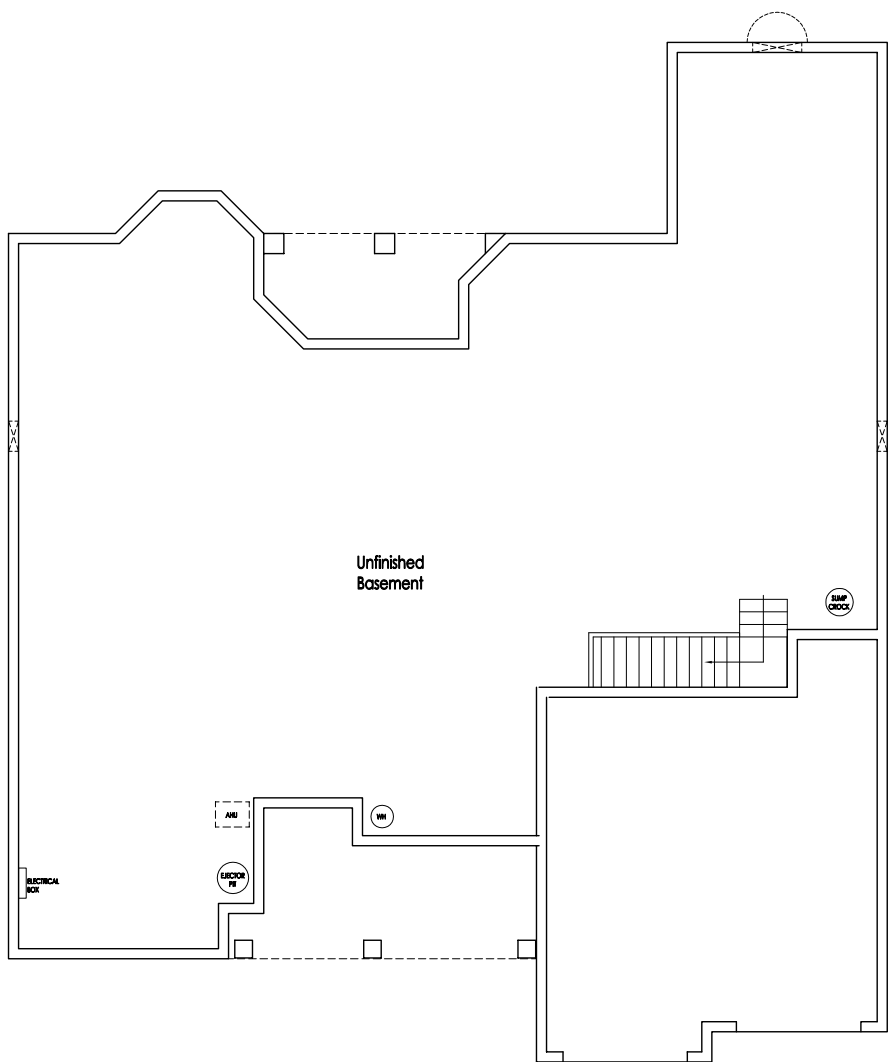 Unfinished
Basement
SUMP
CROCK
AHU
WH
EJECTOR
PIT
ELECTRICAL
BOX